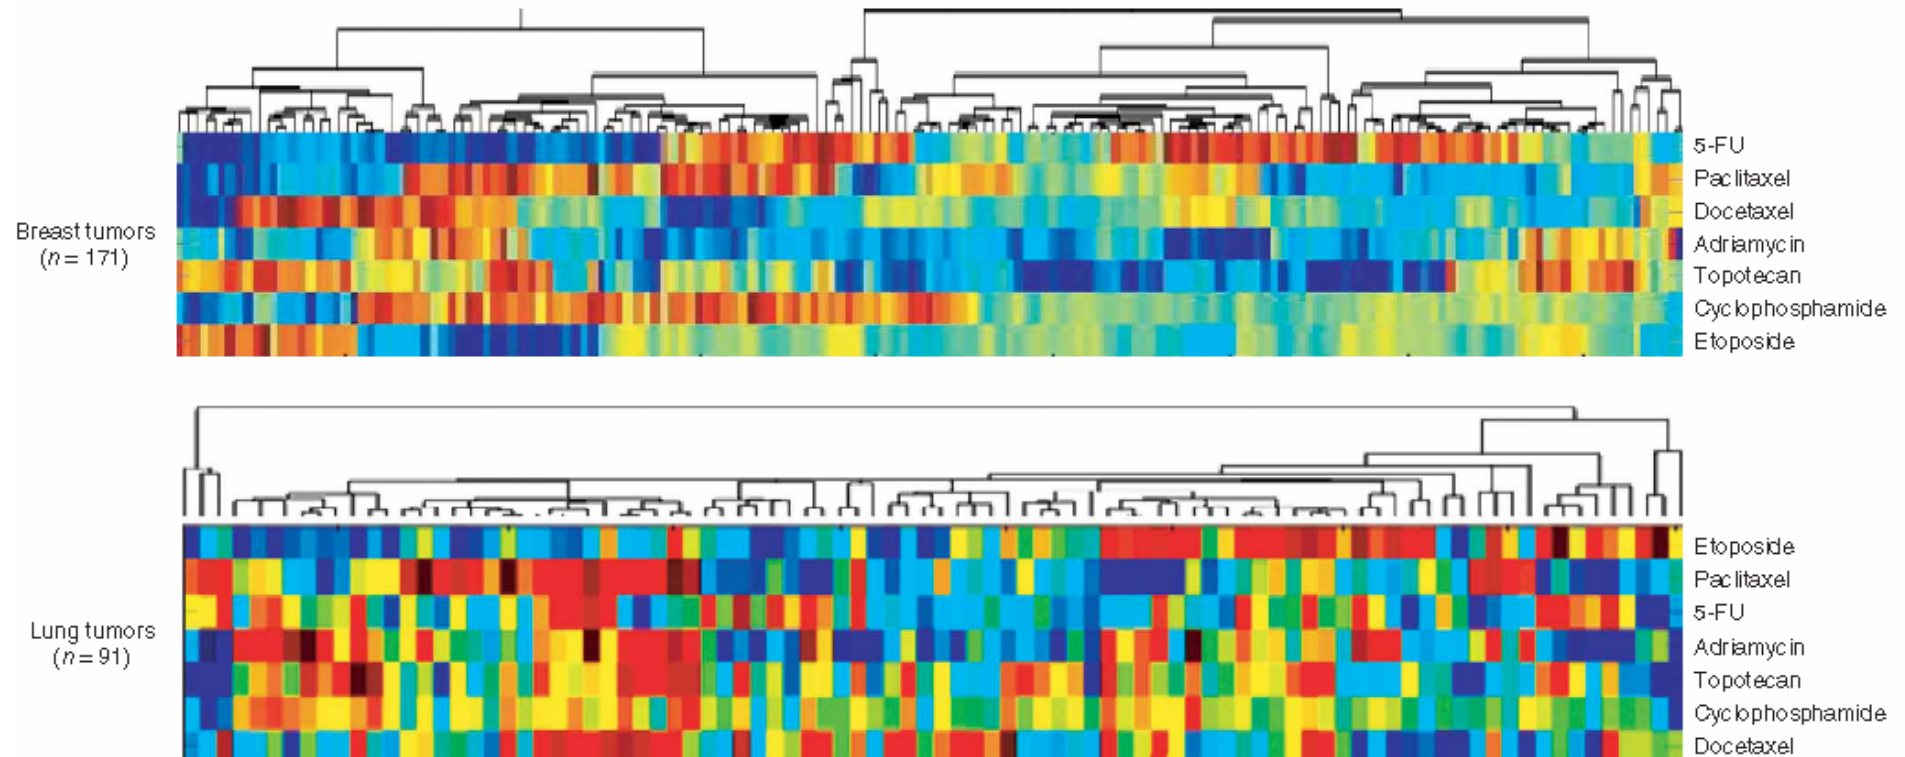 5-FU
Paclitaxel
Docetaxel
Breast tumors
(n = 171)
Adriamycin
Topotecan
Cyclophosphamide
Etoposide
Etoposide
Paclitaxel
5-FU
Lung tumors
(n = 91)
Adriamycin
Topotecan
Cyclophosphamide
Docetaxel